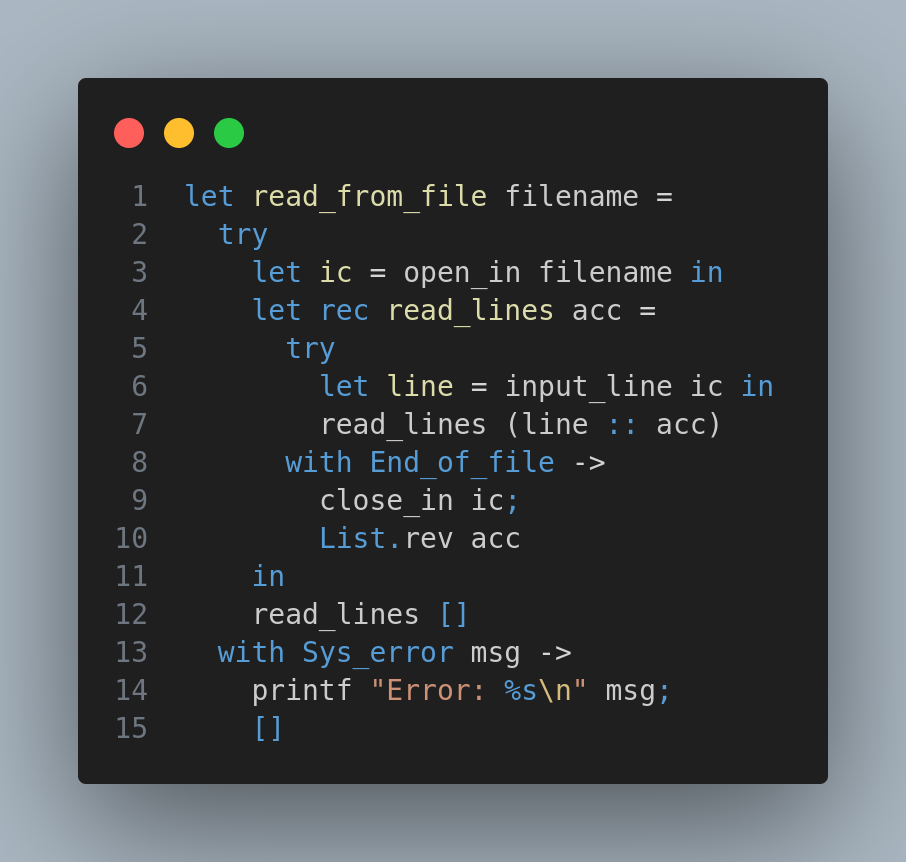 1 let read_from_file filename =
2   try
3     let ic = open_in filename in
4     let rec read_lines acc =
5       try
6         let line = input_line ic in
7         read_lines (line :: acc)
8       with End_of_file ->
9         close_in ic;
10         List.rev acc
11     in
12     read_lines []
13   with Sys_error msg ->
14     printf "Error: %s\n" msg;
15     []